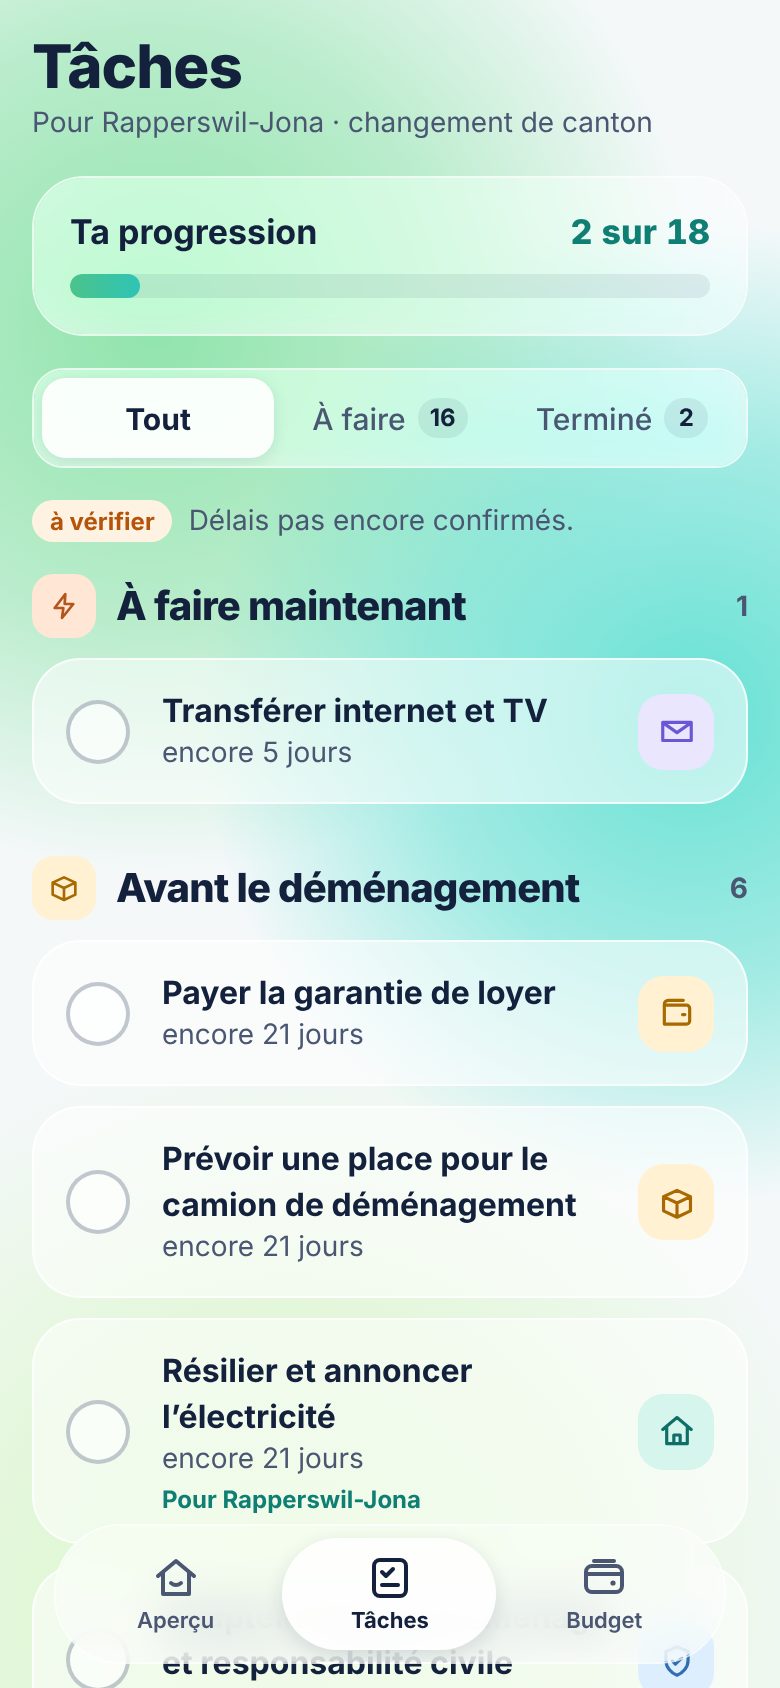 Tâches
Pour Rapperswil-Jona · changement de canton
Ta progression
2 sur 18
Tout
À faire 16
Terminé 2
à vérifier Délais pas encore confirmés.
À faire maintenant
1
Transférer internet et TV
encore 5 jours
Avant le déménagement
6
Payer la garantie de loyer
encore 21 jours
Prévoir une place pour le
camion de déménagement
encore 21 jours
Résilier et annoncer
l’électricité
encore 21 jours
Pour Rapperswil-Jona
et responsabilité civile
Aperçu
Tâches
Budget